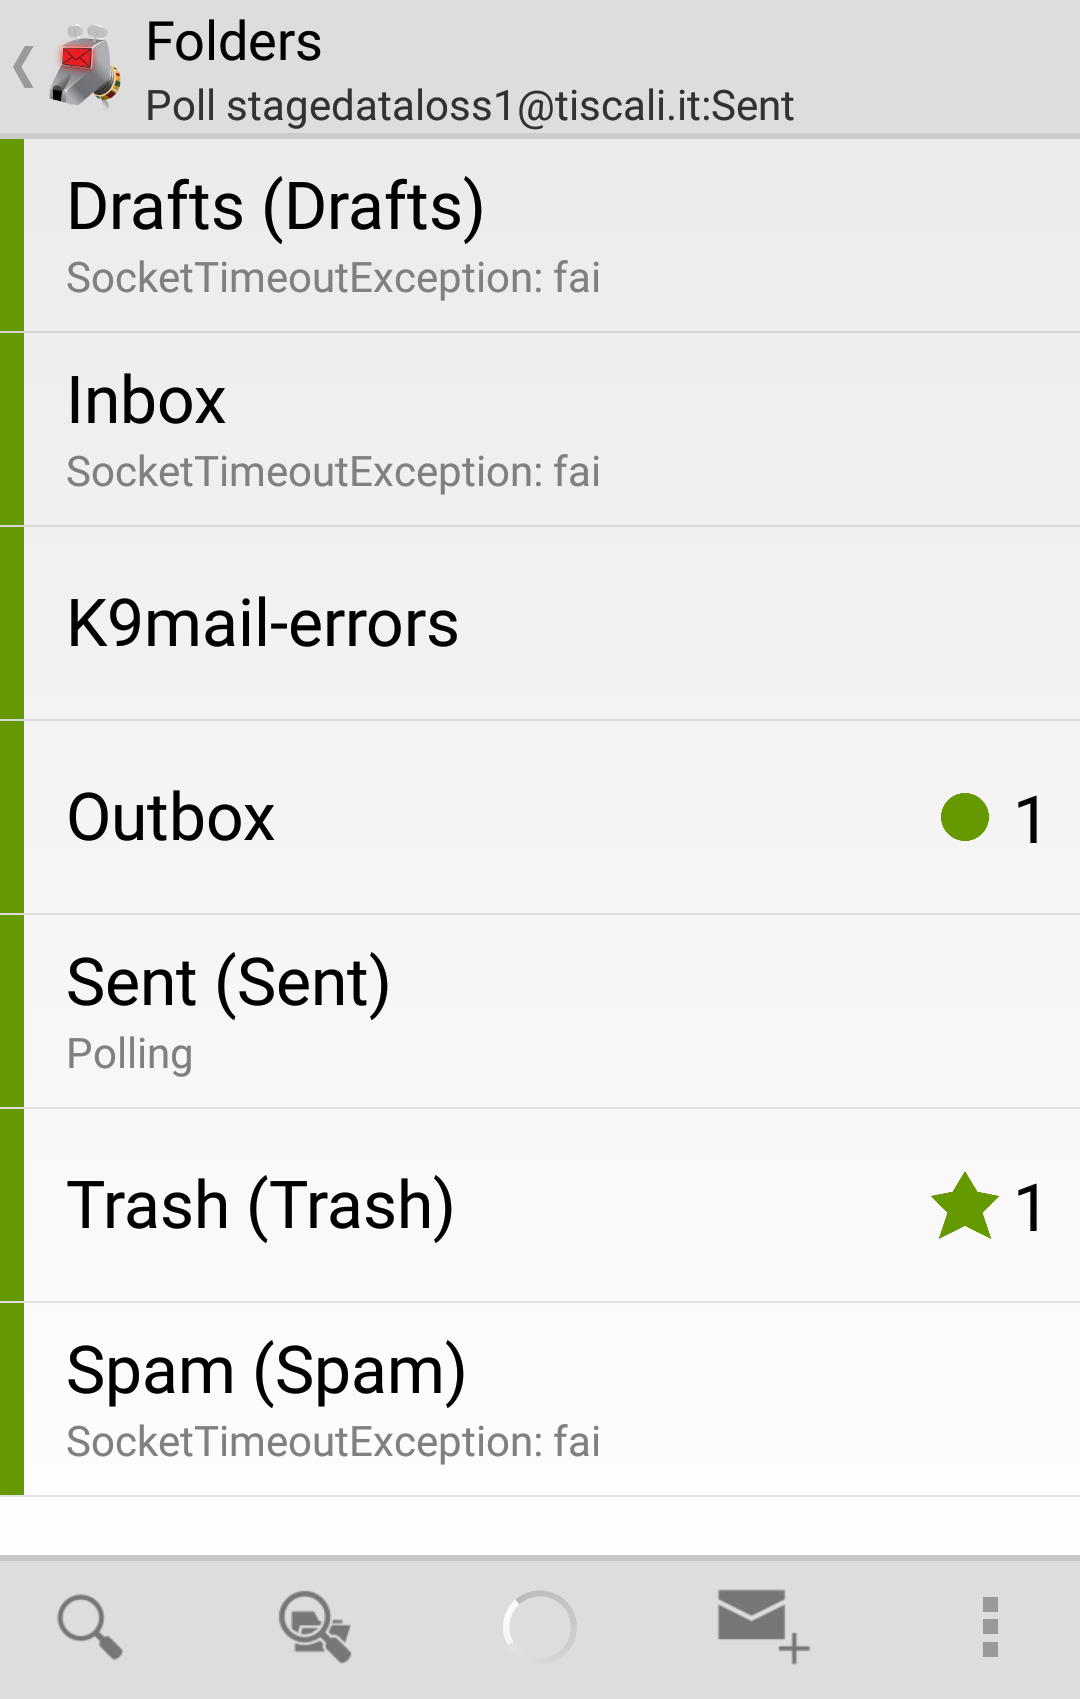 Folders
Poll stagedataloss1@tiscali.it:Sent
Drafts (Drafts)
SocketTimeoutException: fai
Inbox
SocketTimeoutException: fai
K9mail-errors
Outbox 1
Sent (Sent)
Polling
Trash (Trash) 1
Spam (Spam)
SocketTimeoutException: fai